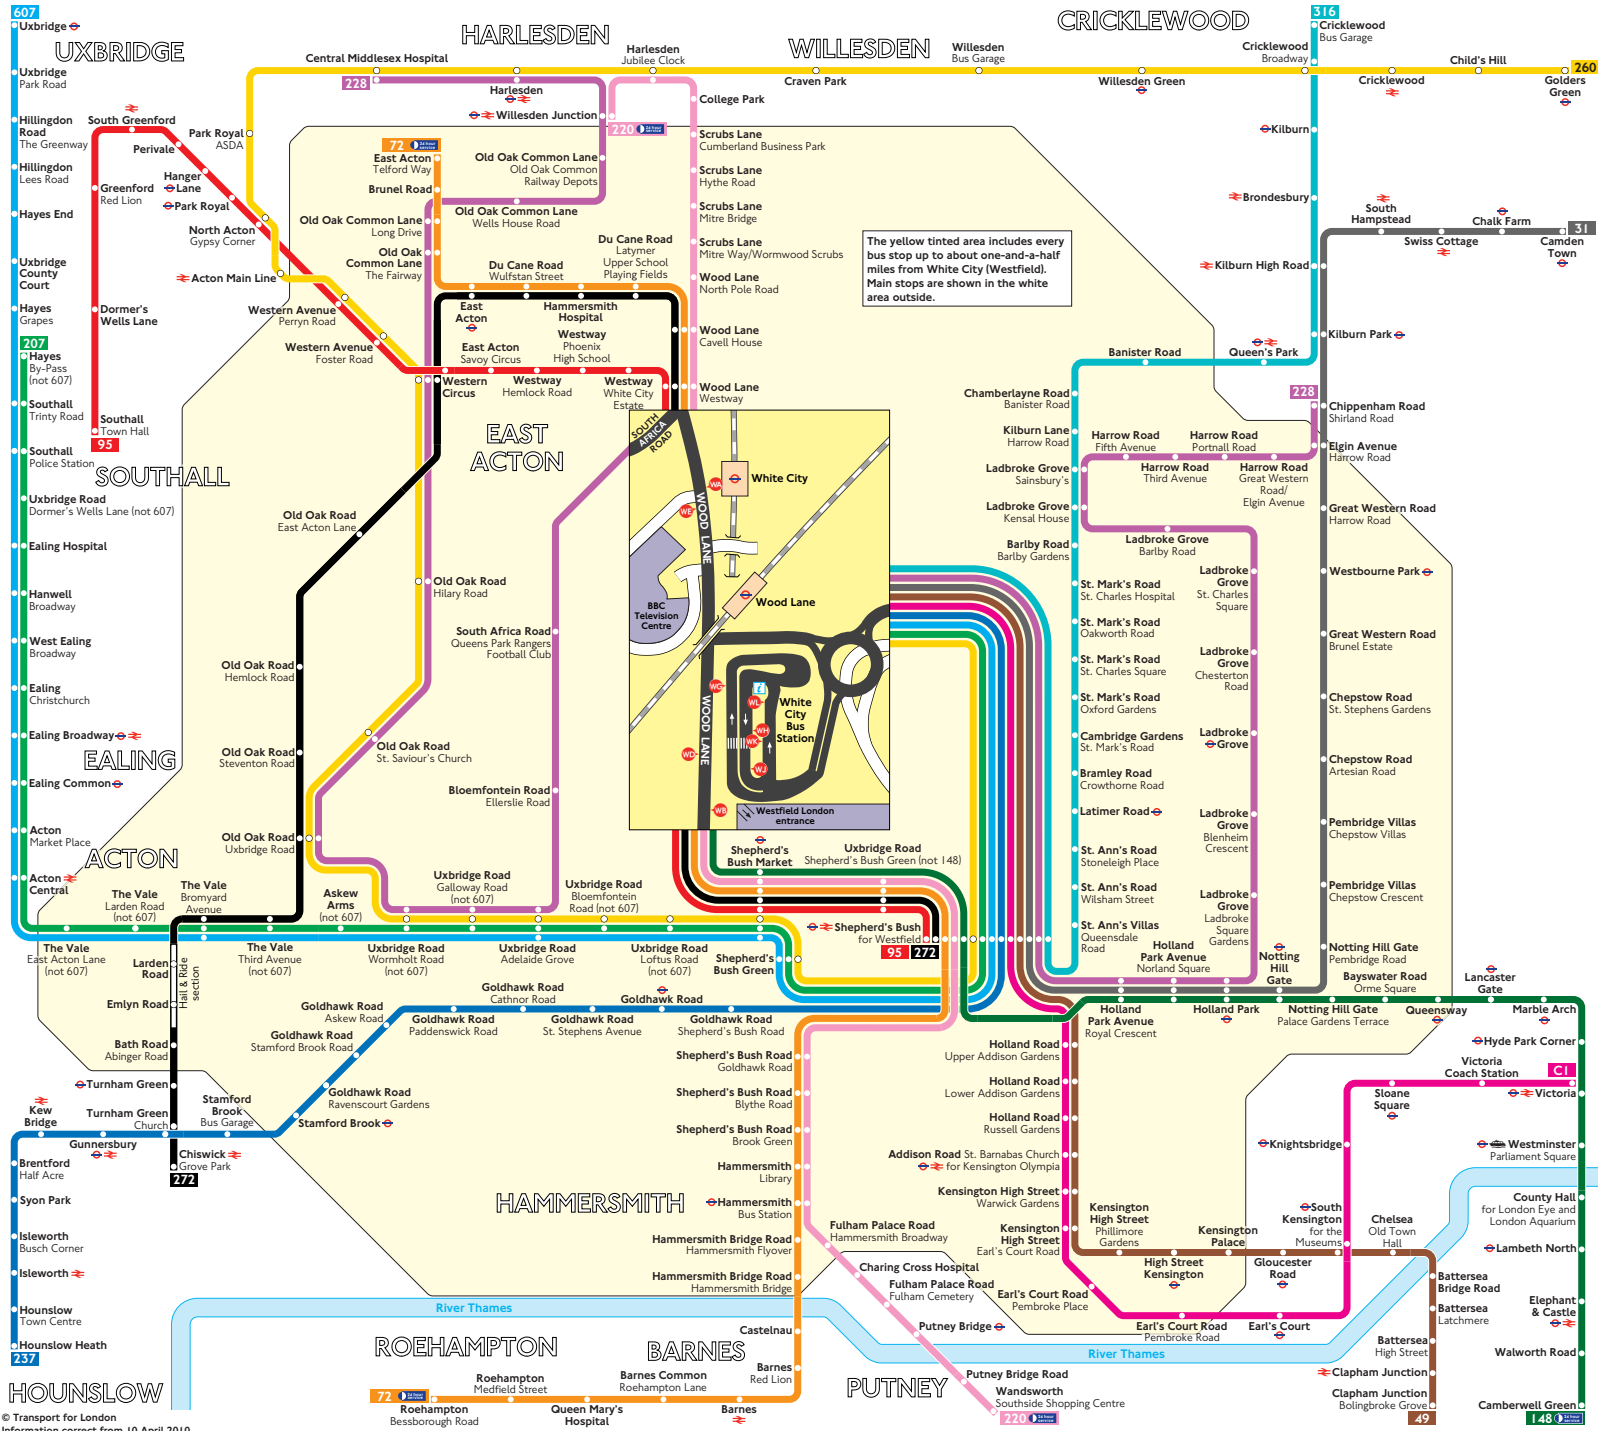 607
Uxbridge
UXBRIDGE
Uxbridge
Park Road
Hillingdon
Road
The Greenway
Hillingdon
Lees Road
Hayes End
Uxbridge
County
Court
Hayes
Grapes
207
Hayes
By-Pass
(not 607)
Southall
Trinty Road
Southall
Police Station
Uxbridge Road
Dormer's Wells Lane (not 607)
Ealing Hospital
Hanwell
Broadway
West Ealing
Broadway
Ealing
Christchurch
Ealing Broadway
Ealing Common
Acton
Market Place
Acton
Central
EALING
ACTON
South Greenford
Perivale
Greenford
Red Lion
Hanger
Lane
Park Royal
North Acton
Gypsy Corner
Dormer's
Wells Lane
Southall
Town Hall
95
SOUTHALL
Park Royal
ASDA
Acton Main Line
Western Avenue
Perryn Road
Western Avenue
Foster Road
HARLESDEN
Central Middlesex Hospital
228
Harlesden
Harlesden
Jubilee Clock
Willesden Junction
220 24 hour service
WILLESDEN
Craven Park
Willesden
Bus Garage
Willesden Green
CRICKLEWOOD
316
Cricklewood
Bus Garage
Cricklewood
Broadway
Cricklewood
Child's Hill
260
Golders
Green
72 24 hour service
East Acton
Telford Way
Brunel Road
Old Oak Common Lane
Long Drive
Old Oak
Common Lane
The Fairway
Old Oak Common Lane
Old Oak Common
Railway Depots
Old Oak Common Lane
Wells House Road
Du Cane Road
Wulfstan Street
Du Cane Road
Latymer
Upper School
Playing Fields
East
Acton
Hammersmith
Hospital
East Acton
Savoy Circus
Westway
Phoenix
High School
Western
Circus
Westway
Hemlock Road
Westway
White City
Estate
College Park
Scrubs Lane
Cumberland Business Park
Scrubs Lane
Hythe Road
Scrubs Lane
Mitre Bridge
Scrubs Lane
Mitre Way/Wormwood Scrubs
Wood Lane
North Pole Road
Wood Lane
Cavell House
Wood Lane
Westway
The yellow tinted area includes every
bus stop up to about one-and-a-half
miles from White City (Westfield).
Main stops are shown in the white
area outside.
Kilburn
Brondesbury
Kilburn High Road
Queen's Park
Banister Road
South
Hampstead
Swiss Cottage
Chalk Farm
31
Camden
Town
Kilburn Park
228
Chippenham Road
Shirland Road
Elgin Avenue
Harrow Road
Great Western Road
Harrow Road
Westbourne Park
Great Western Road
Brunel Estate
Chepstow Road
St. Stephens Gardens
Chepstow Road
Artesian Road
Pembridge Villas
Chepstow Villas
Pembridge Villas
Chepstow Crescent
Notting Hill Gate
Pembridge Road
Chamberlayne Road
Banister Road
Kilburn Lane
Harrow Road
Ladbroke Grove
Sainsbury's
Ladbroke Grove
Kensal House
Barlby Road
Barlby Gardens
St. Mark's Road
St. Charles Hospital
St. Mark's Road
Oakworth Road
St. Mark's Road
St. Charles Square
St. Mark's Road
Oxford Gardens
Cambridge Gardens
St. Mark's Road
Bramley Road
Crowthorne Road
Latimer Road
St. Ann's Road
Stoneleigh Place
St. Ann's Road
Wilsham Street
St. Ann's Villas
Queensdale
Road
Harrow Road
Fifth Avenue
Harrow Road
Third Avenue
Harrow Road
Portnall Road
Harrow Road
Great Western
Road/
Elgin Avenue
Ladbroke Grove
Barlby Road
Ladbroke
Grove
St. Charles
Square
Ladbroke
Grove
Chesterton
Road
Ladbroke
Grove
Ladbroke
Grove
Blenheim
Crescent
Ladbroke
Grove
Ladbroke
Square
Gardens
Holland
Park Avenue
Norland Square
Notting
Hill
Gate
EAST
ACTON
Old Oak Road
East Acton Lane
Old Oak Road
Hilary Road
Old Oak Road
Hemlock Road
Old Oak Road
Steventon Road
Old Oak Road
St. Saviour's Church
Old Oak Road
Uxbridge Road
South Africa Road
Queens Park Rangers
Football Club
Bloemfontein Road
Ellerslie Road
SOUTH
AFRICA
ROAD
WOOD LANE
WOOD LANE
White City
Wood Lane
BBC
Television
Centre
White
City
Bus
Station
Westfield London
entrance
WA
WE
WG
WL
WH
WK
WD
WJ
WB
The Vale
Larden Road
(not 607)
The Vale
Bromyard
Avenue
Askew
Arms
(not 607)
Uxbridge Road
Galloway Road
(not 607)
Uxbridge Road
Bloemfontein
Road (not 607)
Shepherd's
Bush Market
Uxbridge Road
Shepherd's Bush Green (not 148)
The Vale
East Acton Lane
(not 607)
The Vale
Third Avenue
(not 607)
Uxbridge Road
Wormholt Road
(not 607)
Uxbridge Road
Adelaide Grove
Uxbridge Road
Loftus Road
(not 607)
Shepherd's
Bush Green
Shepherd's Bush
for Westfield
95
272
Larden
Road
Hail & Ride
section
Emlyn Road
Bath Road
Abinger Road
Turnham Green
Turnham Green
Church
Chiswick
Grove Park
272
Stamford
Brook
Bus Garage
Goldhawk Road
Askew Road
Goldhawk Road
Stamford Brook Road
Goldhawk Road
Ravenscourt Gardens
Stamford Brook
Goldhawk Road
Paddenswick Road
Goldhawk Road
Cathnor Road
Goldhawk Road
St. Stephens Avenue
Goldhawk Road
Goldhawk Road
Shepherd's Bush Road
Kew
Bridge
Gunnersbury
Brentford
Half Acre
Syon Park
Isleworth
Busch Corner
Isleworth
Hounslow
Town Centre
Hounslow Heath
237
HOUNSLOW
© Transport for London
Information correct from 10 April 2010
Shepherd's Bush Road
Goldhawk Road
Shepherd's Bush Road
Blythe Road
Shepherd's Bush Road
Brook Green
Hammersmith
Library
Hammersmith
Bus Station
Hammersmith Bridge Road
Hammersmith Flyover
Hammersmith Bridge Road
Hammersmith Bridge
HAMMERSMITH
River Thames
Castelnau
Barnes
Red Lion
ROEHAMPTON
BARNES
72 24 hour service
Roehampton
Bessborough Road
Roehampton
Medfield Street
Queen Mary's
Hospital
Barnes Common
Roehampton Lane
Barnes
Fulham Palace Road
Hammersmith Broadway
Charing Cross Hospital
Fulham Palace Road
Fulham Cemetery
Putney Bridge
PUTNEY
Putney Bridge Road
Wandsworth
Southside Shopping Centre
220 24 hour service
River Thames
Holland
Park Avenue
Royal Crescent
Holland Park
Notting Hill Gate
Palace Gardens Terrace
Bayswater Road
Orme Square
Queensway
Lancaster
Gate
Marble Arch
Hyde Park Corner
Victoria
Coach Station
C1
Victoria
Sloane
Square
Knightsbridge
Westminster
Parliament Square
County Hall
for London Eye and
London Aquarium
Lambeth North
Elephant
& Castle
Walworth Road
Camberwell Green
148 24 hour service
Holland Road
Upper Addison Gardens
Holland Road
Lower Addison Gardens
Holland Road
Russell Gardens
Addison Road St. Barnabas Church
for Kensington Olympia
Kensington High Street
Warwick Gardens
Kensington
High Street
Earl's Court Road
Kensington
High Street
Phillimore
Gardens
High Street
Kensington
Kensington
Palace
Gloucester
Road
South
Kensington
for the
Museums
Chelsea
Old Town
Hall
Earl's Court Road
Pembroke Place
Earl's Court Road
Pembroke Road
Earl's Court
Battersea
Bridge Road
Battersea
Latchmere
Battersea
High Street
Clapham Junction
Clapham Junction
Bolingbroke Grove
49